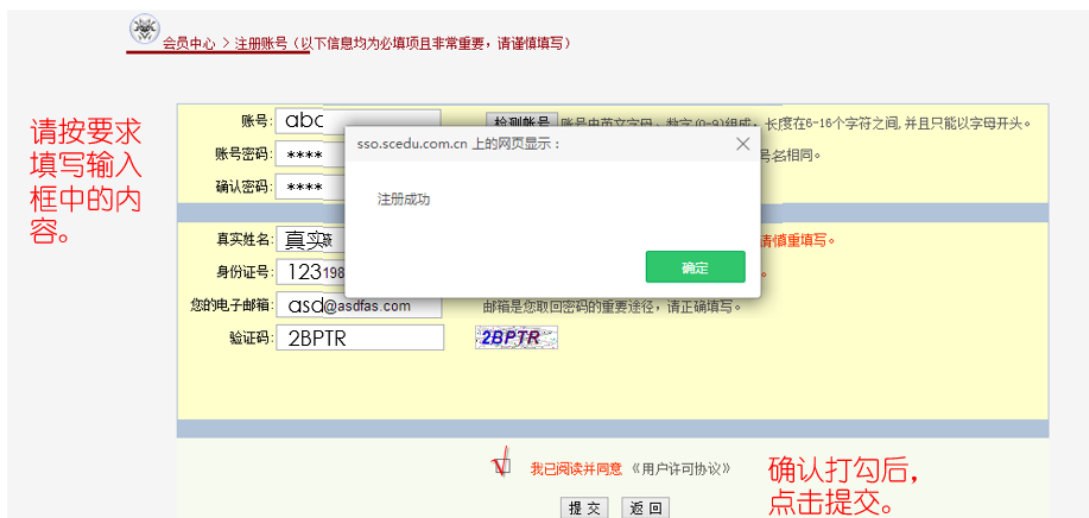 会员中心 > 注册账号（以下信息均为必填项且非常重要，请谨慎填写）
请按要求
填写输入
框中的内
容。
账号: abc 检测帐号 账号由英文字母、数字(0-9)组成，长度在6-16个字符之间,并且只能以字母开头。
账号密码: **** 号名相同。
确认密码: ****
sso.scedu.com.cn 上的网页显示：
注册成功
确定
真实姓名: 真实 请慎重填写。
身份证号: 123198
您的电子邮箱: asd@asdfas.com 邮箱是您取回密码的重要途径，请正确填写。
验证码: 2BPTR 2BPTR
我已阅读并同意 《用户许可协议》
确认打勾后，
点击提交。
提 交 返 回